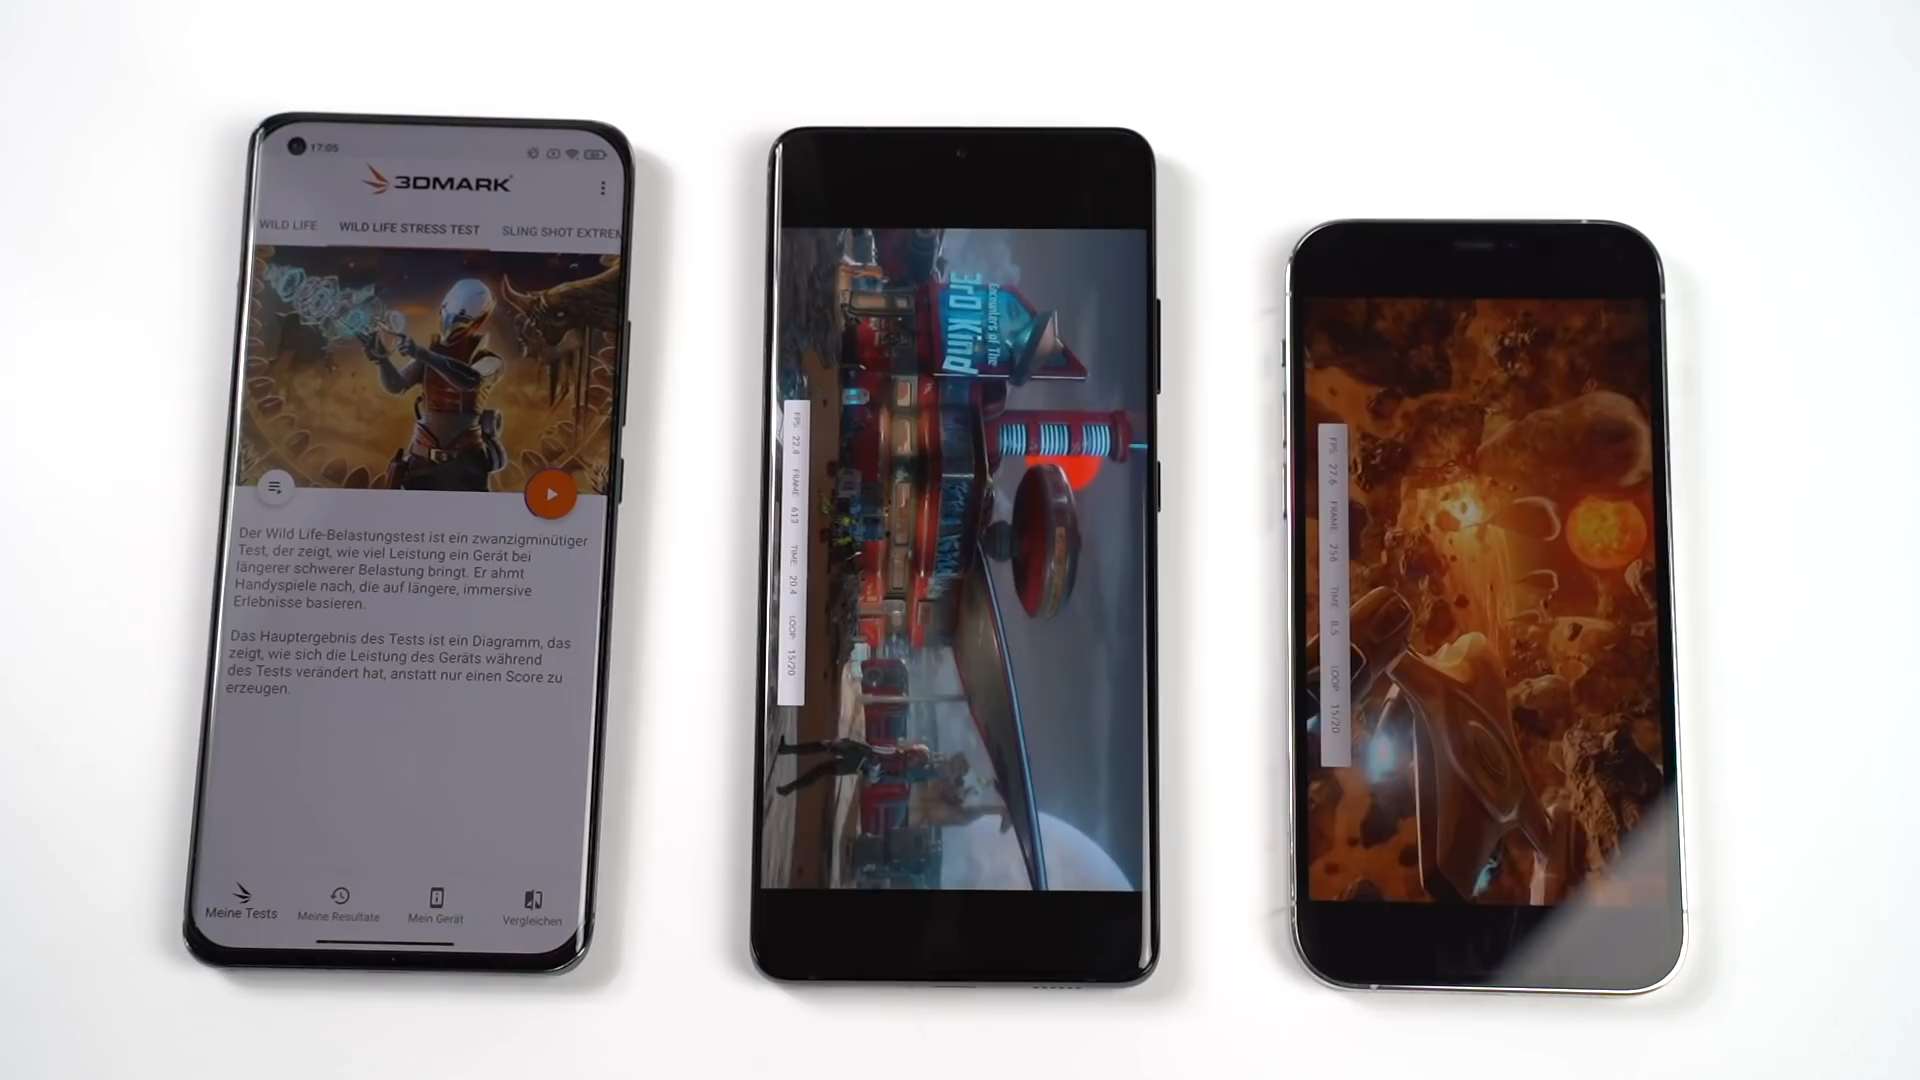 17:05
3DMARK
WILD LIFE
WILD LIFE STRESS TEST
SLING SHOT EXTREM
Der Wild Life-Belastungstest ist ein zwanzigminütiger
Test, der zeigt, wie viel Leistung ein Gerät bei
längerer schwerer Belastung bringt. Er ahmt
Handyspiele nach, die auf längere, immersive
Erlebnisse basieren.
Das Hauptergebnis des Tests ist ein Diagramm, das
zeigt, wie sich die Leistung des Geräts während
des Tests verändert hat, anstatt nur einen Score zu
erzeugen.
Meine Tests
Meine Resultate
Mein Gerät
Vergleichen
Encounters of The
3rd Kind
FPS: 22.4 FRAME: 613 TIME: 20.4 LOOP: 15/20
FPS: 27.6 FRAME: 256 TIME: 8.5 LOOP: 15/20